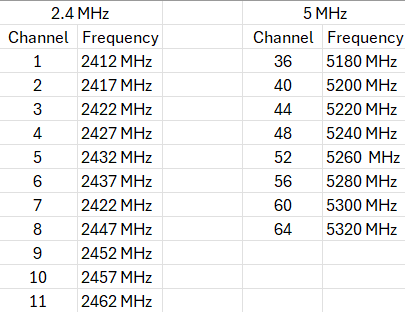 2.4 MHz 5 MHz
Channel Frequency Channel Frequency
1 2412 MHz 36 5180 MHz
2 2417 MHz 40 5200 MHz
3 2422 MHz 44 5220 MHz
4 2427 MHz 48 5240 MHz
5 2432 MHz 52 5260 MHz
6 2437 MHz 56 5280 MHz
7 2422 MHz 60 5300 MHz
8 2447 MHz 64 5320 MHz
9 2452 MHz
10 2457 MHz
11 2462 MHz